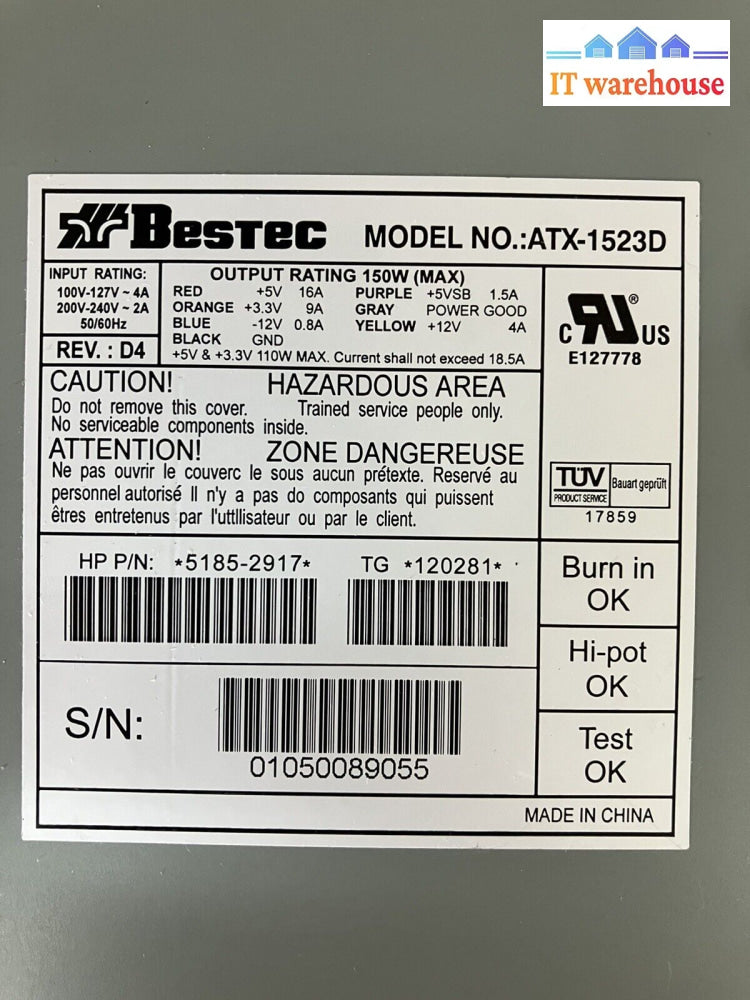 IT warehouse
BESTEC MODEL NO.:ATX-1523D
INPUT RATING:
100V-127V ~ 4A
200V-240V ~ 2A
50/60Hz
REV. : D4
OUTPUT RATING 150W (MAX)
RED +5V 16A PURPLE +5VSB 1.5A
ORANGE +3.3V 9A GRAY POWER GOOD
BLUE -12V 0.8A YELLOW +12V 4A
BLACK GND
+5V & +3.3V 110W MAX. Current shall not exceed 18.5A
C RU US ®
E127778
CAUTION! HAZARDOUS AREA
Do not remove this cover. Trained service people only.
No serviceable components inside.
ATTENTION! ZONE DANGEREUSE
Ne pas ouvrir le couverc le sous aucun prétexte. Reservé au
personnel autorisé Il n'y a pas do composants qui puissent
êtres entretenus par l'uttllisateur ou par le client.
TÜV
PRODUCT SERVICE
Bauart geprüft
17859
HP P/N: *5185-2917* TG *120281*
Burn in
OK
Hi-pot
OK
S/N:
01050089055
Test
OK
MADE IN CHINA